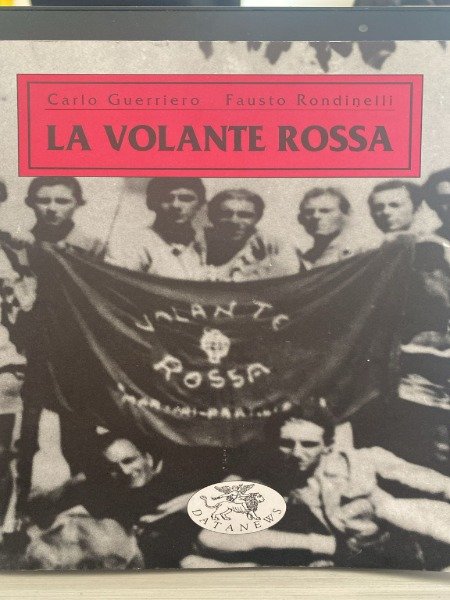 Carlo Guerriero Fausto Rondinelli
LA VOLANTE ROSSA
VOLANTE
ROSSA
DATANEWS